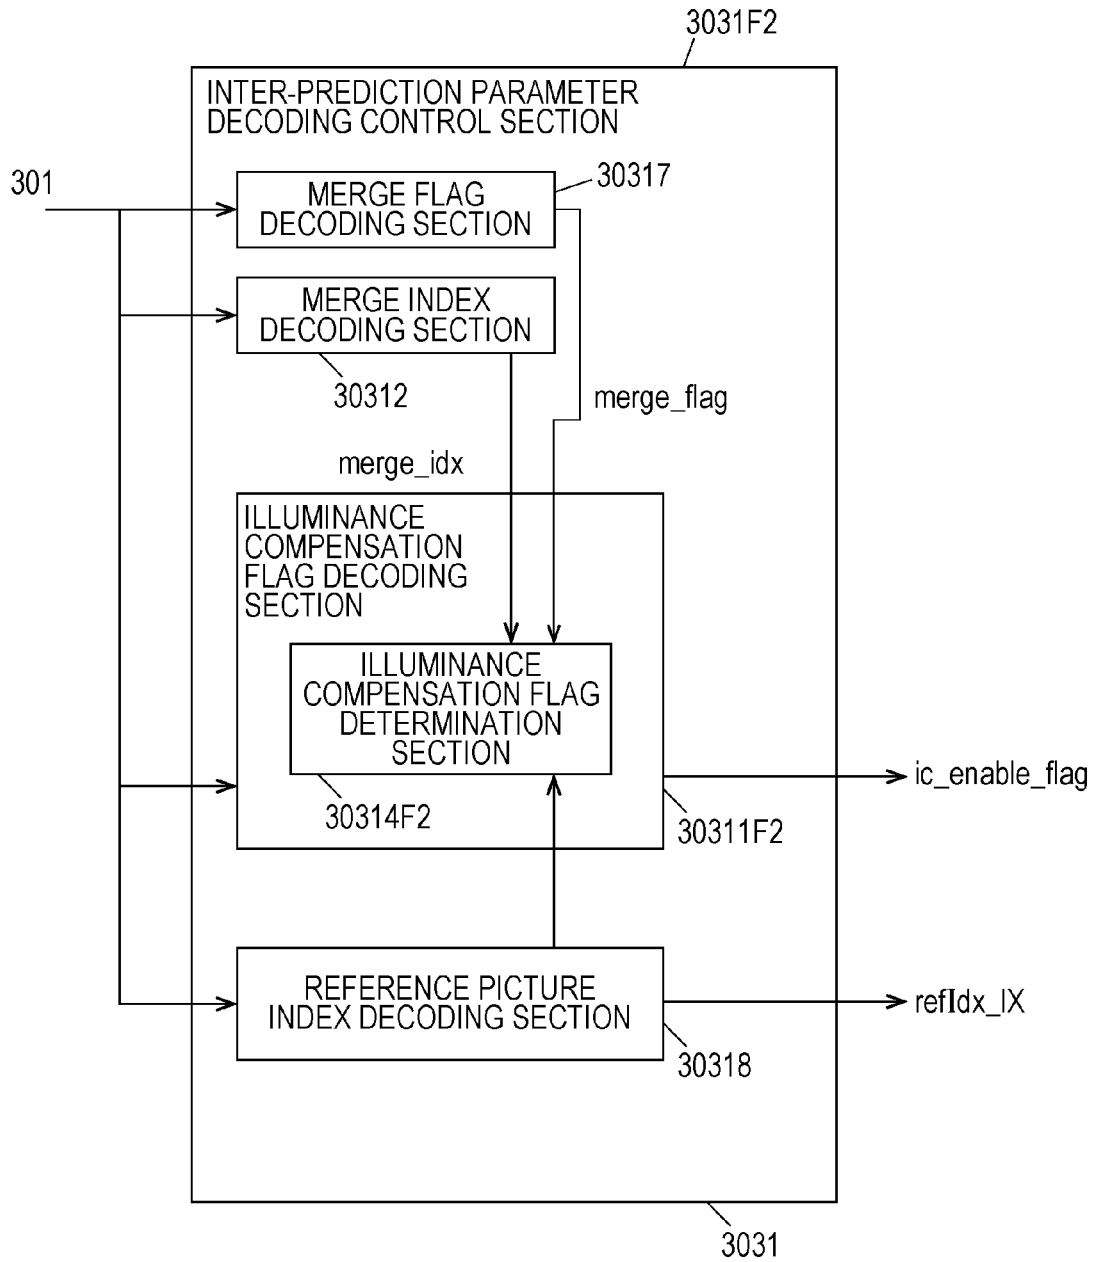 3031F2
INTER-PREDICTION PARAMETER
DECODING CONTROL SECTION
301
30317
MERGE FLAG
DECODING SECTION
MERGE INDEX
DECODING SECTION
30312
merge_flag
merge_idx
ILLUMINANCE
COMPENSATION
FLAG DECODING
SECTION
ILLUMINANCE
COMPENSATION FLAG
DETERMINATION
SECTION
ic_enable_flag
30314F2
30311F2
REFERENCE PICTURE
INDEX DECODING SECTION
refIdx_lX
30318
3031